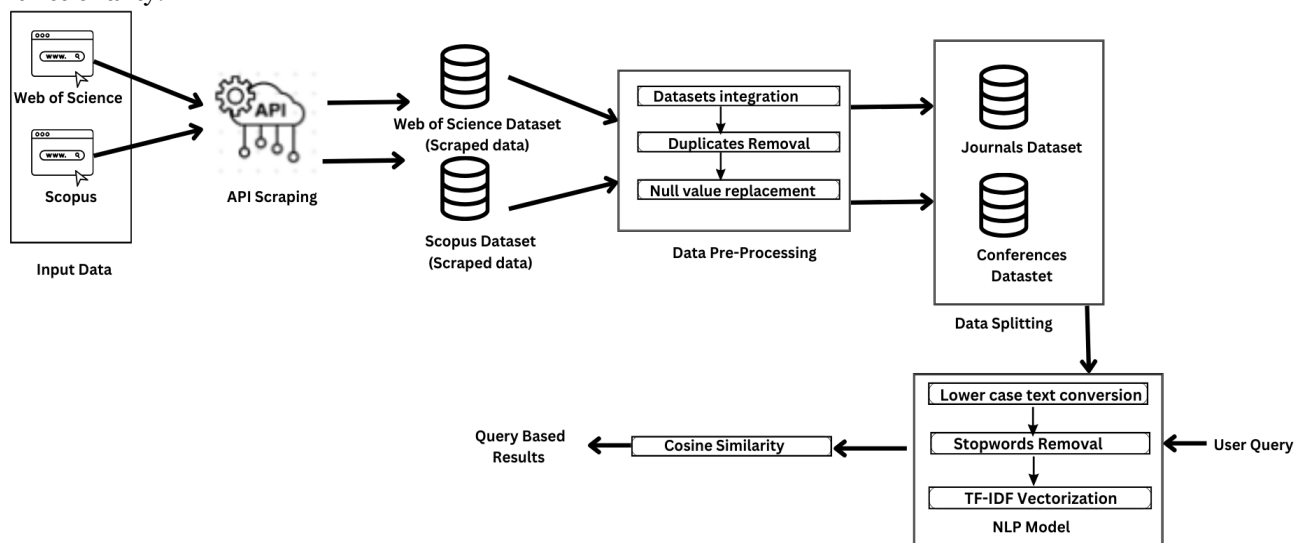 www.
Web of Science
www.
Scopus
Input Data
API
API Scraping
Web of Science Dataset
(Scraped data)
Scopus Dataset
(Scraped data)
Datasets integration
Duplicates Removal
Null value replacement
Data Pre-Processing
Journals Dataset
Conferences
Datastet
Data Splitting
Lower case text conversion
Stopwords Removal
TF-IDF Vectorization
NLP Model
User Query
Cosine Similarity
Query Based
Results